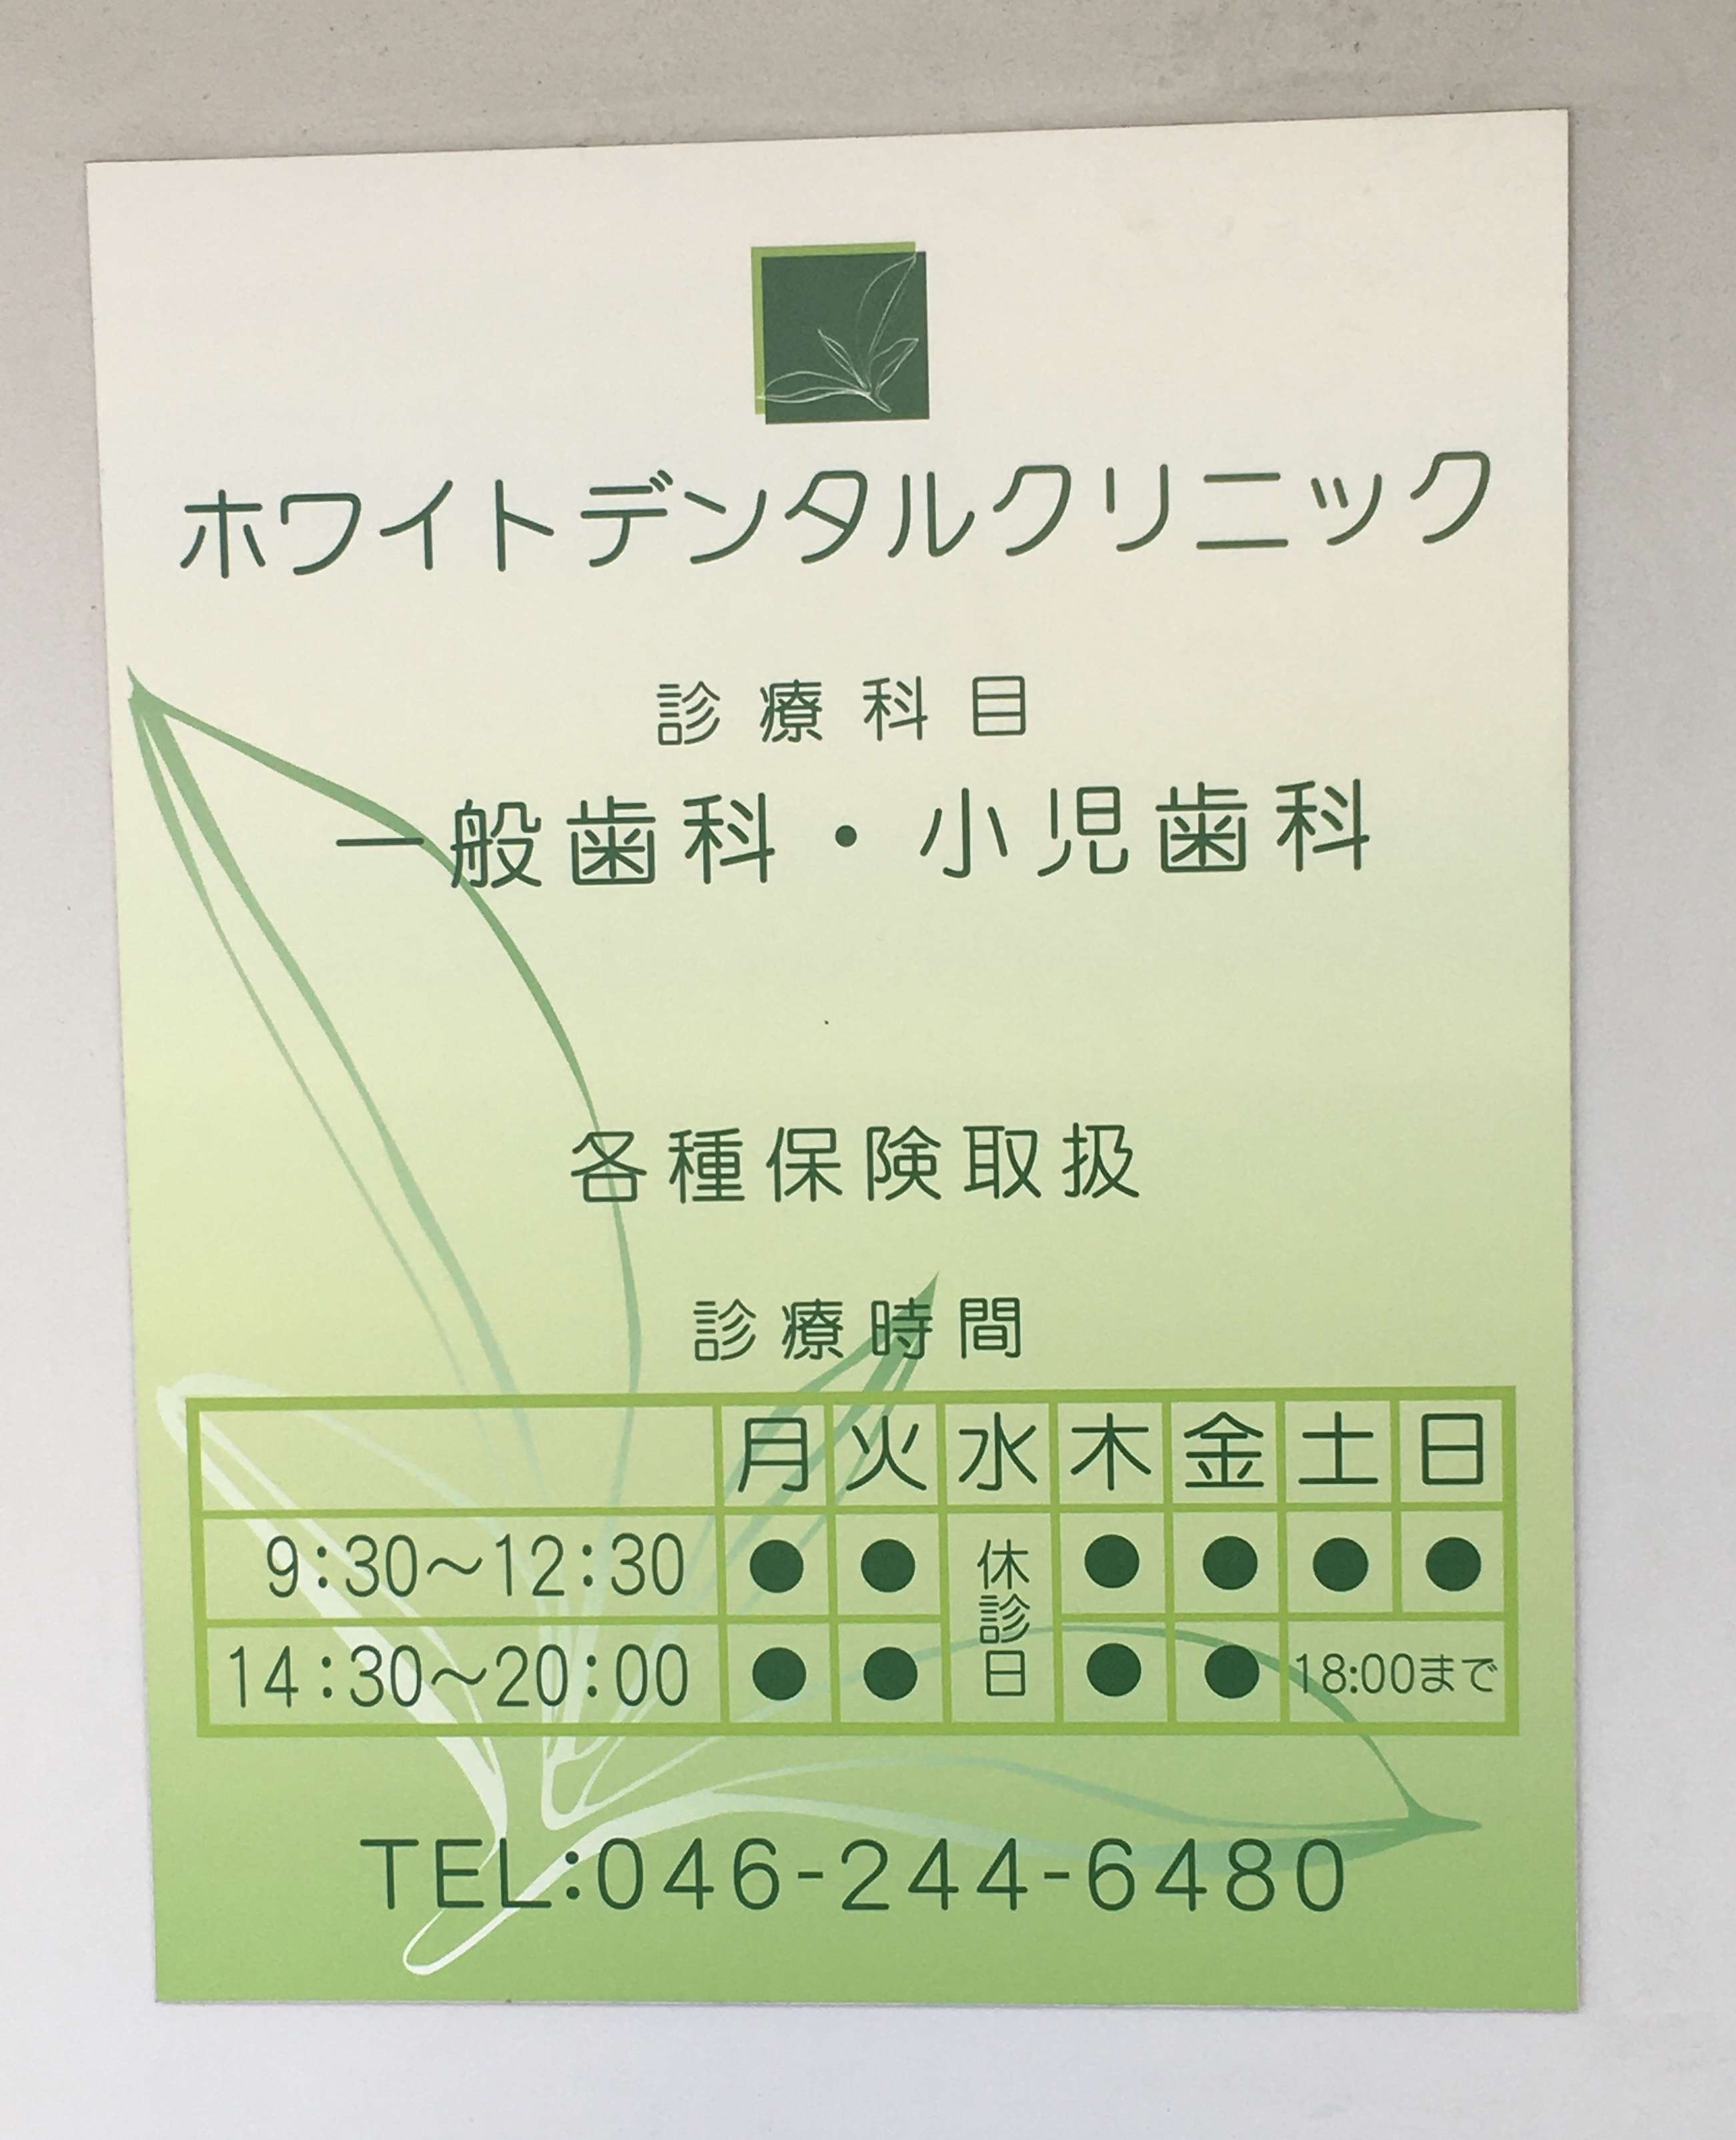 ホワイトデンタルクリニック
診療科目
一般歯科・小児歯科
各種保険取扱
診療時間
月 火 水 木 金 土 日
9:30～12:30 ● ● 休診日 ● ● ● ●
14:30～20:00 ● ● ● ● 18:00まで
TEL:046-244-6480